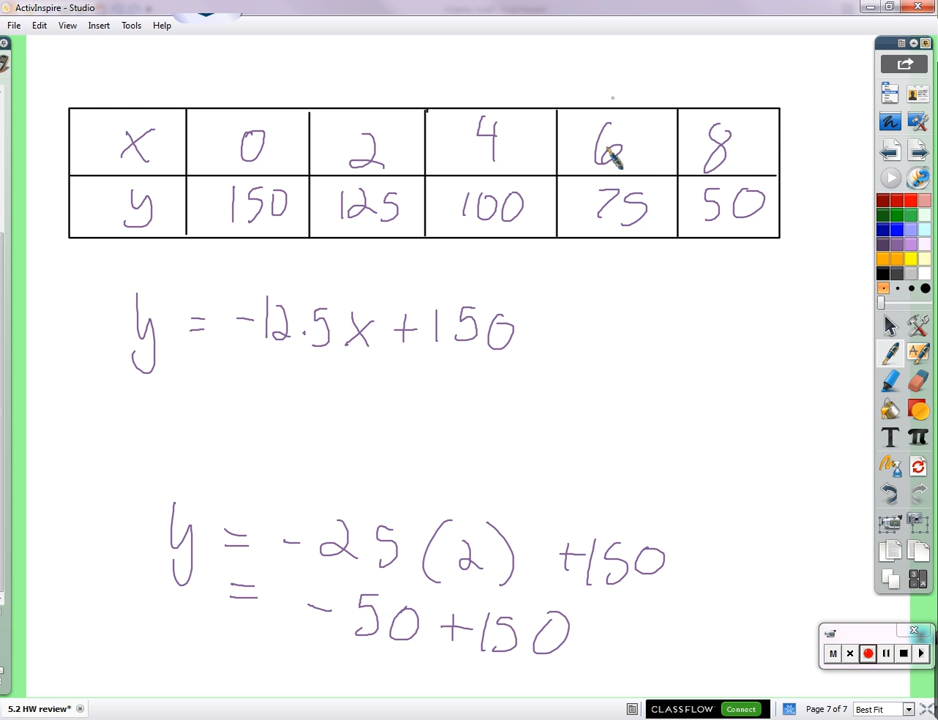 ActivInspire - Studio
File Edit View Insert Tools Help
x 0 2 4 6 8
y 150 125 100 75 50
y = -12.5x+150
y = -25(2) +150
= -50+150
M
5.2 HW review*
CLASSFLOW Connect
Page 7 of 7
Best Fit